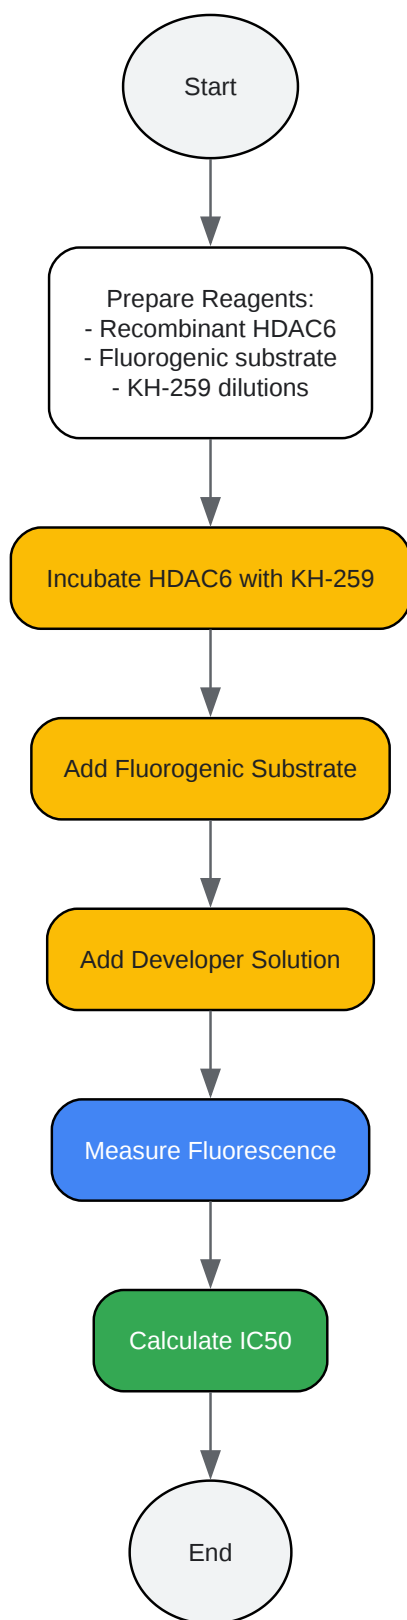 Start
Prepare Reagents:
- Recombinant HDAC6
- Fluorogenic substrate
- KH-259 dilutions
Incubate HDAC6 with KH-259
Add Fluorogenic Substrate
Add Developer Solution
Measure Fluorescence
Calculate IC50
End